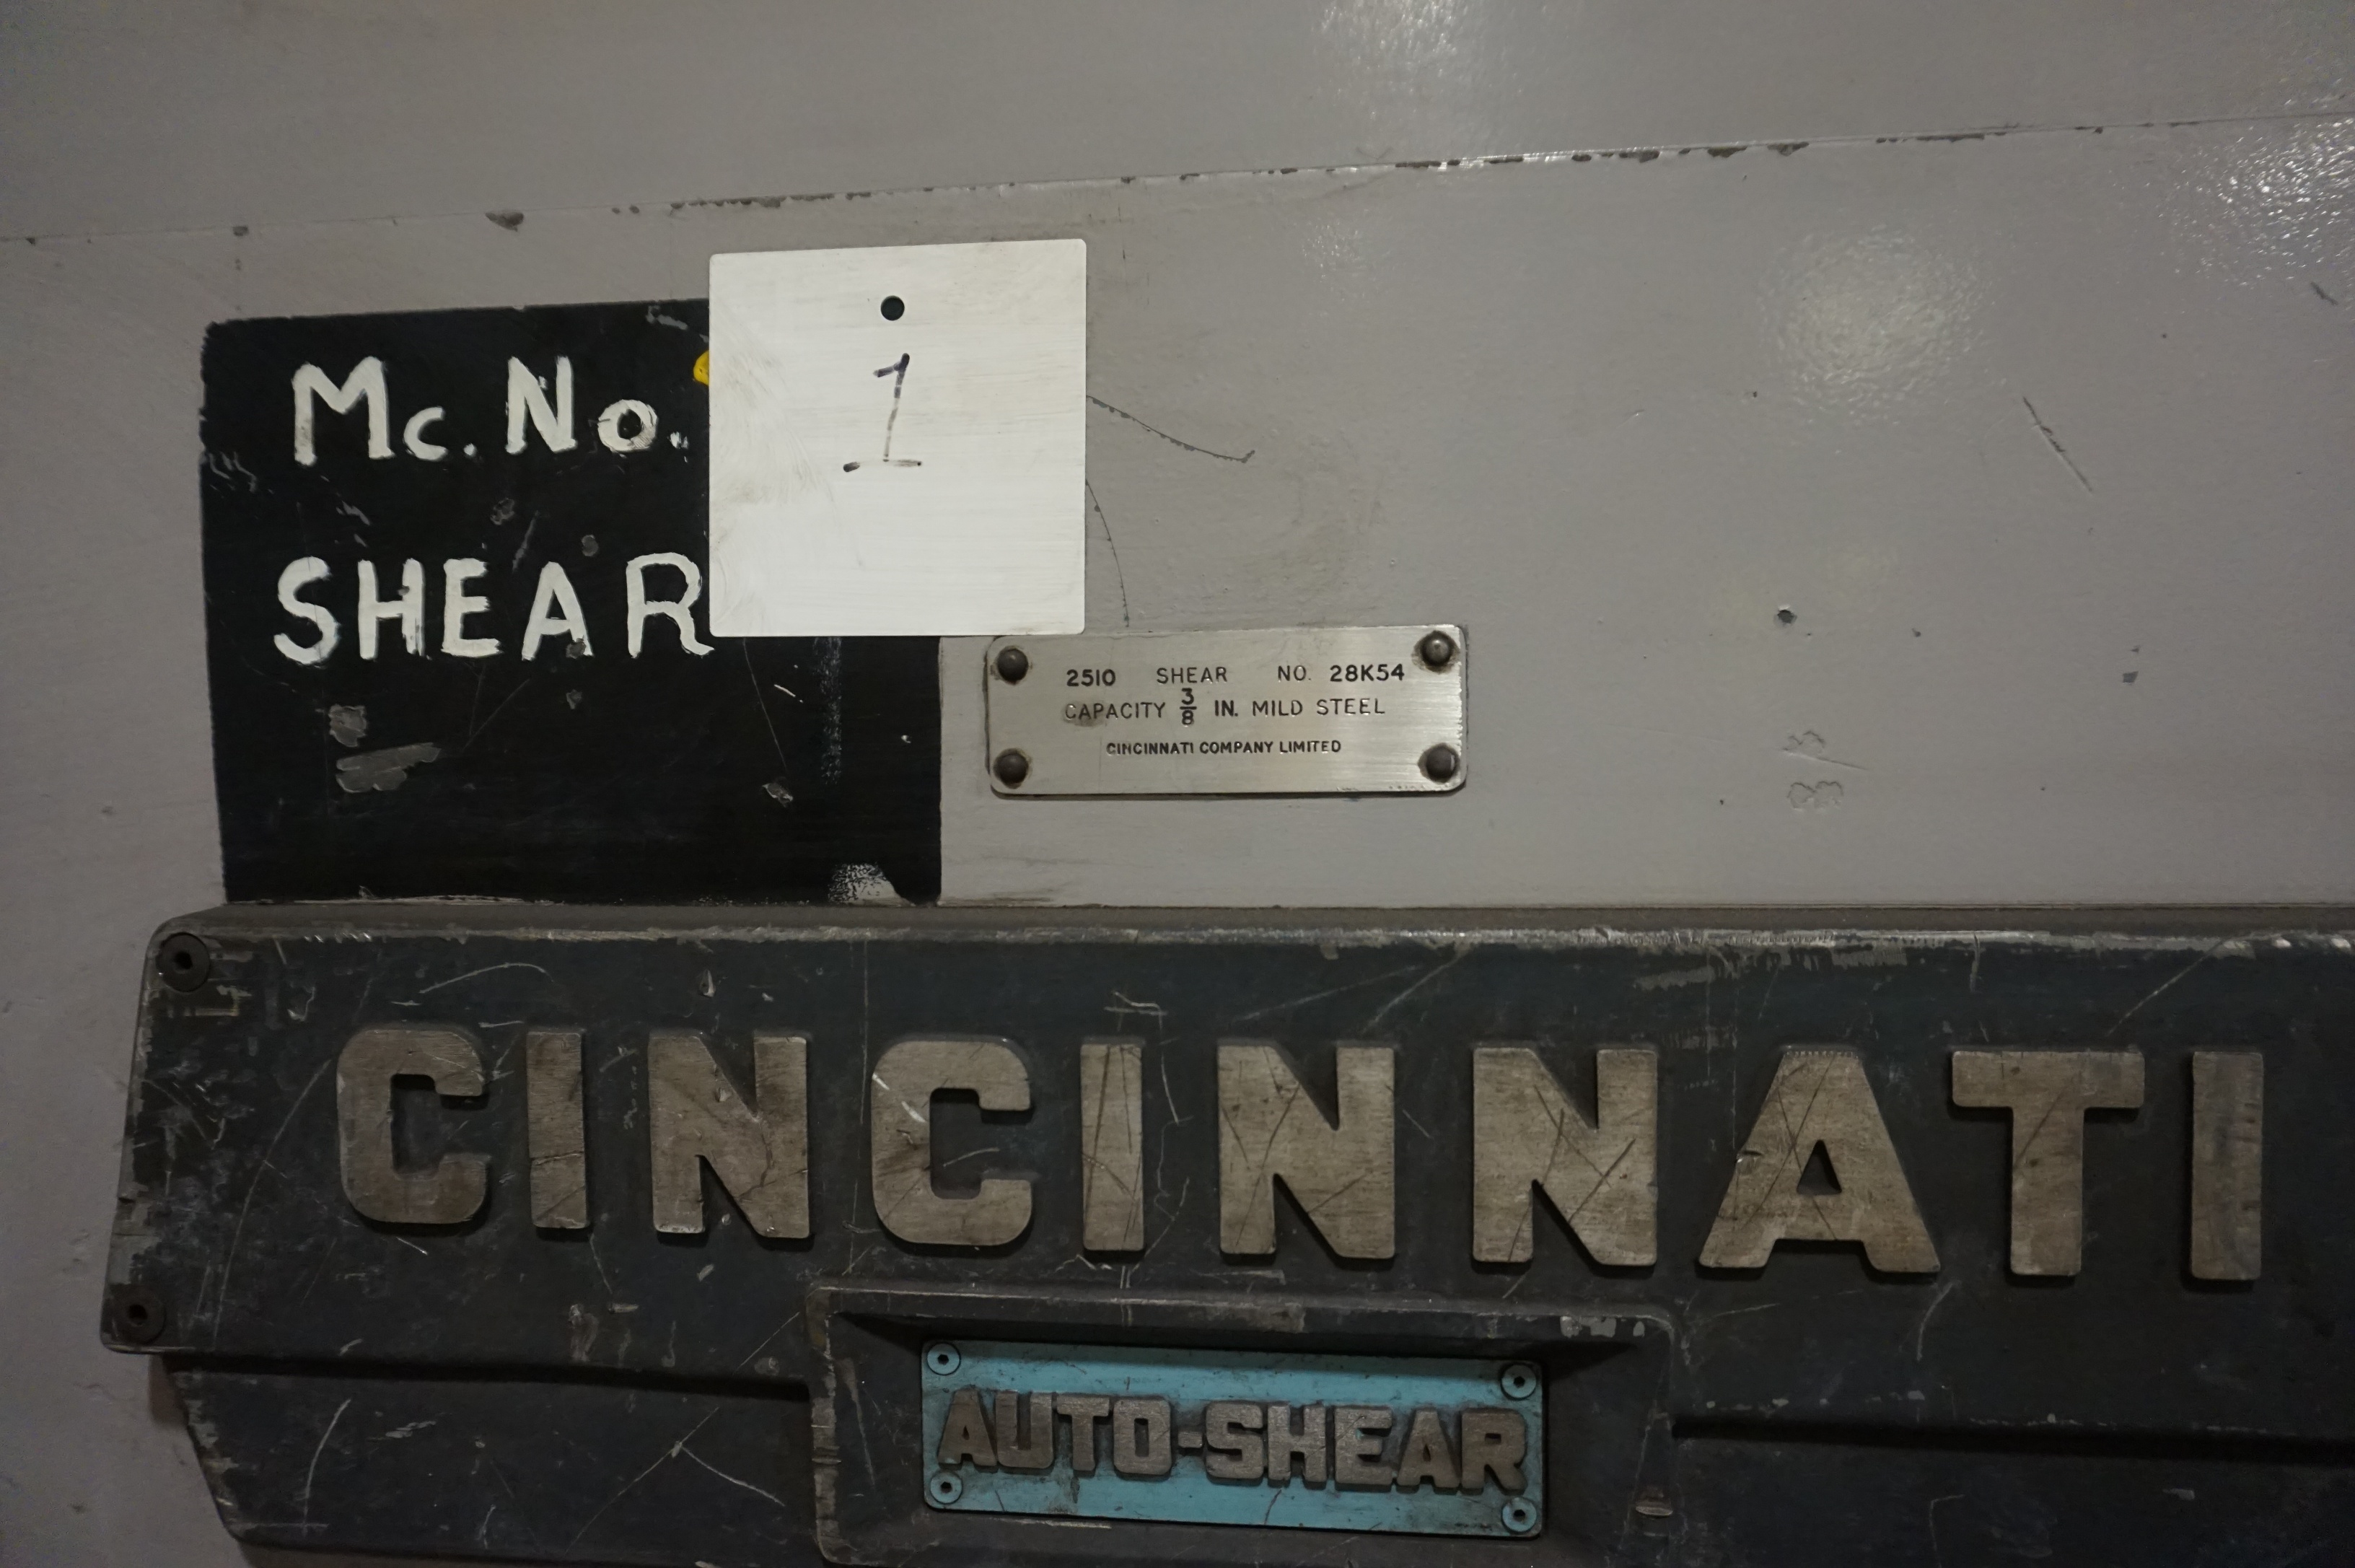 Mc. No.
1
SHEAR
2510 SHEAR NO. 28K54
CAPACITY 3/8 IN. MILD STEEL
CINCINNATI COMPANY LIMITED
CINCINNATI
AUTO-SHEAR